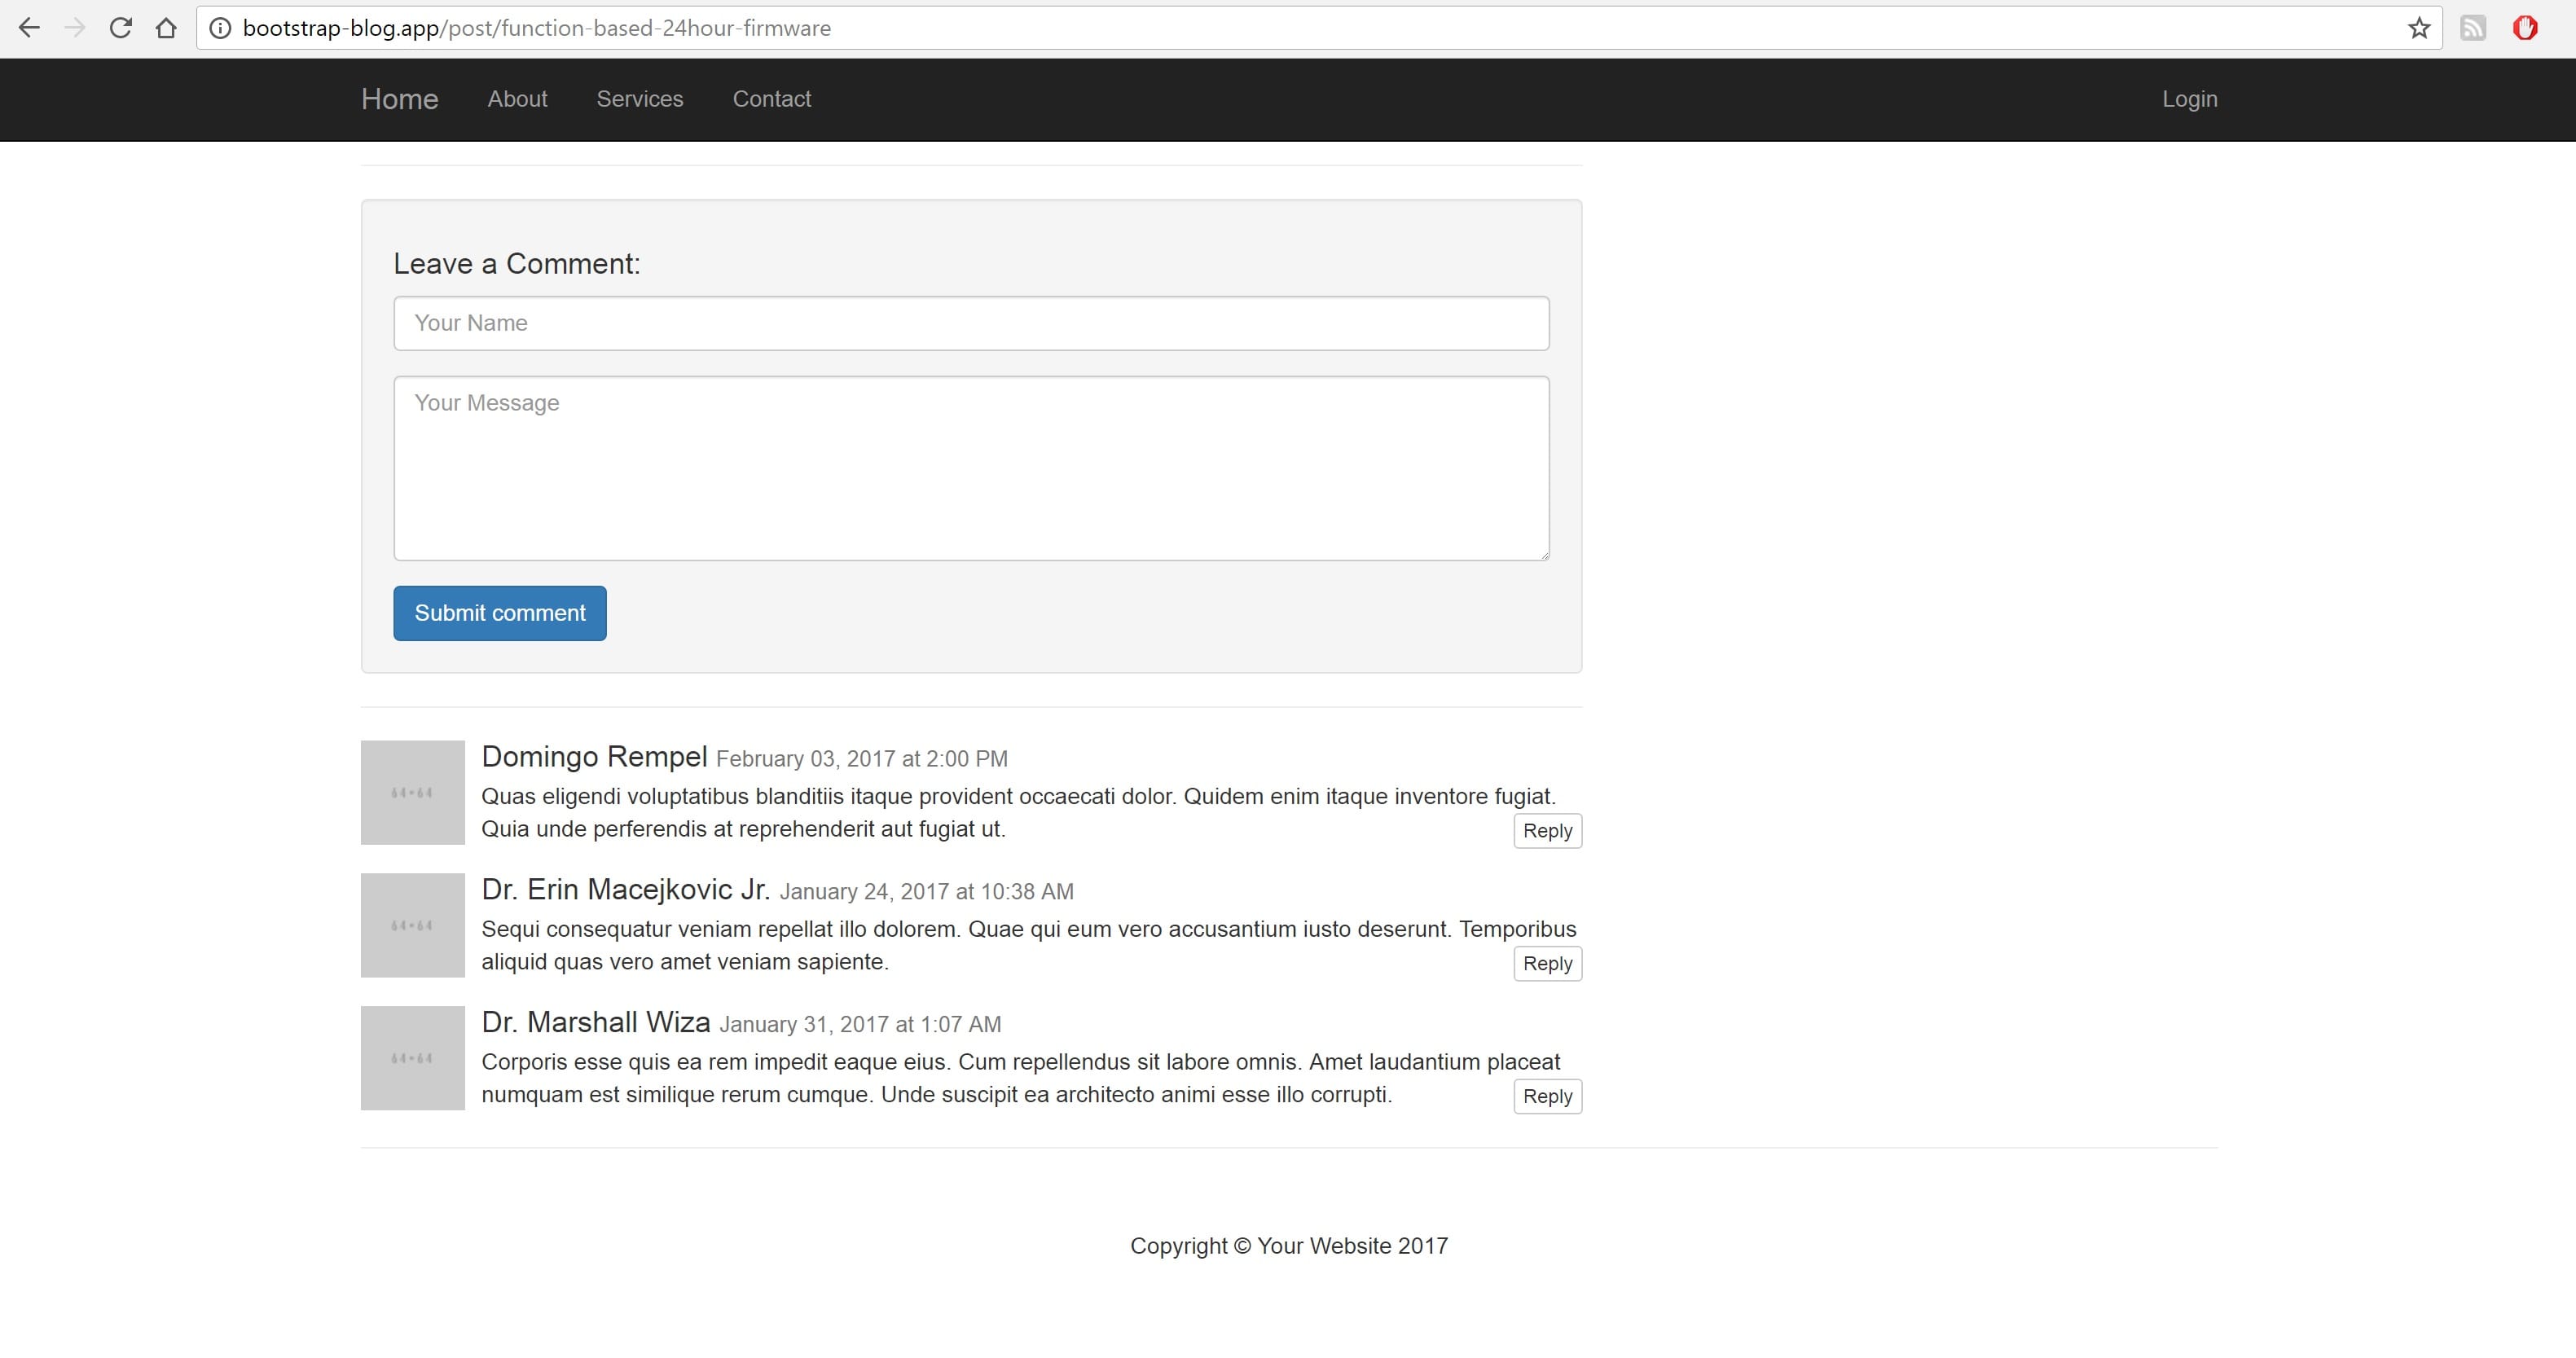 bootstrap-blog.app/post/function-based-24hour-firmware
Home About Services Contact Login
Leave a Comment:
Your Name
Your Message
Submit comment
Domingo Rempel February 03, 2017 at 2:00 PM
64×64
Quas eligendi voluptatibus blanditiis itaque provident occaecati dolor. Quidem enim itaque inventore fugiat.
Quia unde perferendis at reprehenderit aut fugiat ut.
Reply
Dr. Erin Macejkovic Jr. January 24, 2017 at 10:38 AM
64×64
Sequi consequatur veniam repellat illo dolorem. Quae qui eum vero accusantium iusto deserunt. Temporibus
aliquid quas vero amet veniam sapiente.
Reply
Dr. Marshall Wiza January 31, 2017 at 1:07 AM
64×64
Corporis esse quis ea rem impedit eaque eius. Cum repellendus sit labore omnis. Amet laudantium placeat
numquam est similique rerum cumque. Unde suscipit ea architecto animi esse illo corrupti.
Reply
Copyright © Your Website 2017